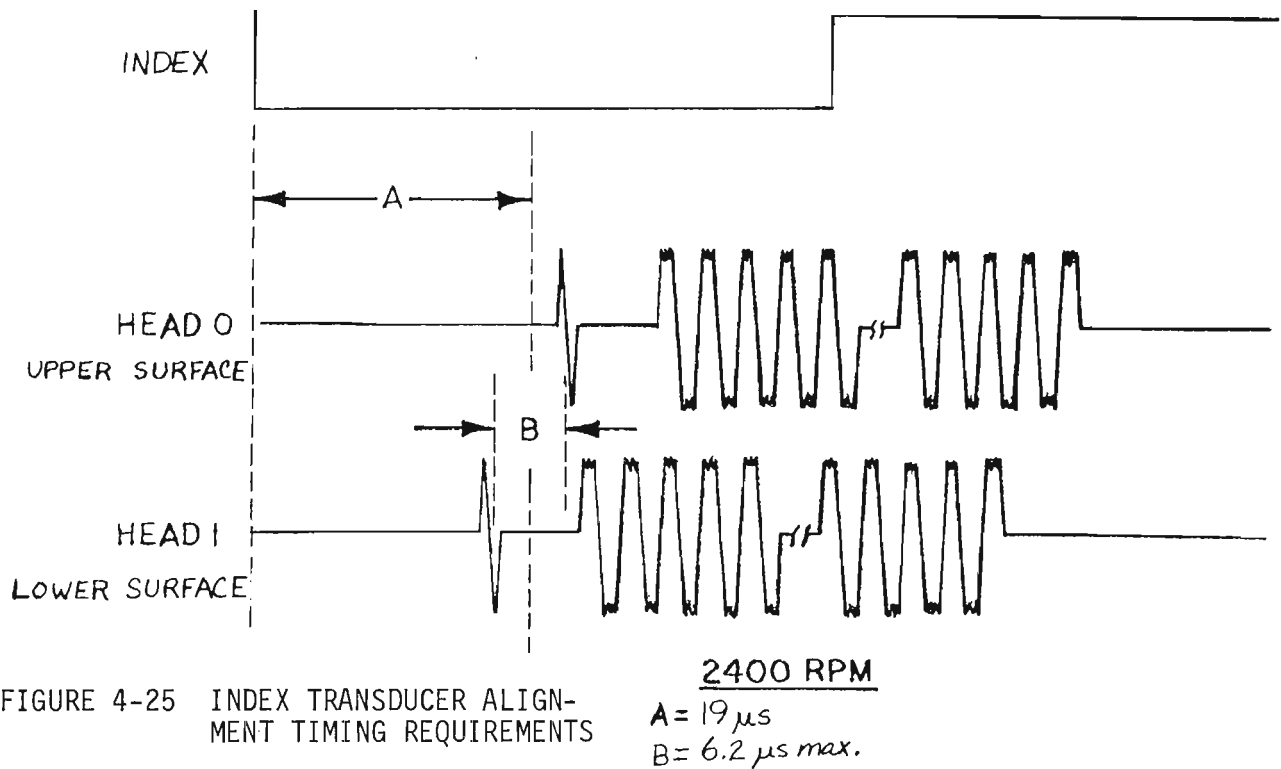 INDEX
A
HEAD 0
UPPER SURFACE
B
HEAD 1
LOWER SURFACE
2400 RPM
FIGURE 4-25 INDEX TRANSDUCER ALIGN-
MENT TIMING REQUIREMENTS
A = 19 μs
B = 6.2 μs max.